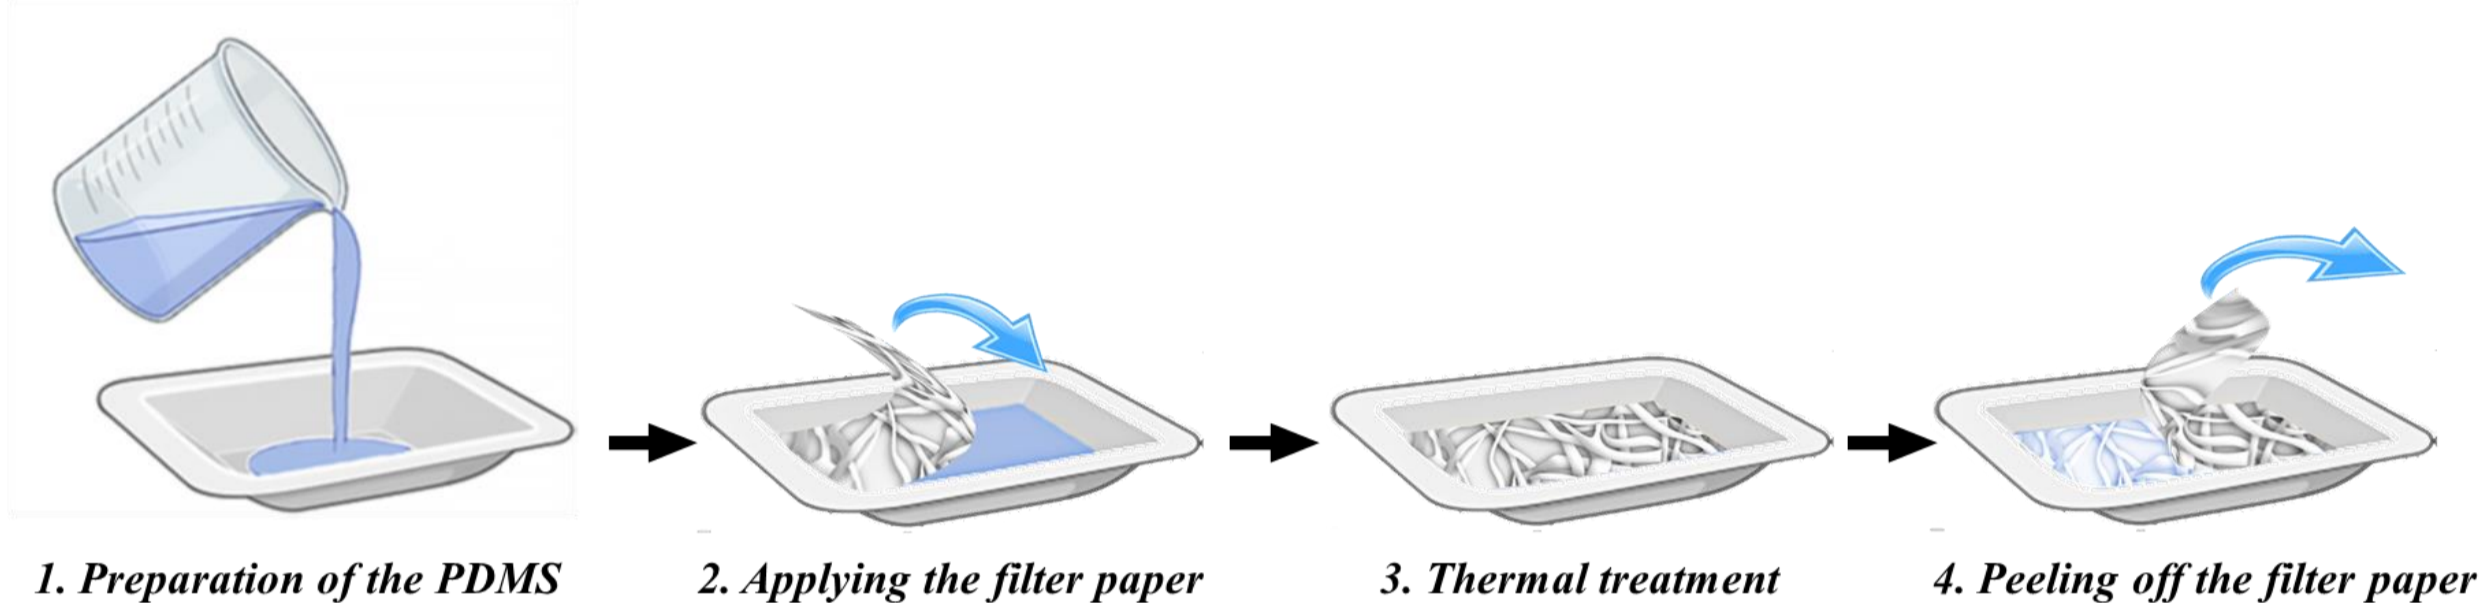 1. Preparation of the PDMS
2. Applying the filter paper
3. Thermal treatment
4. Peeling off the filter paper